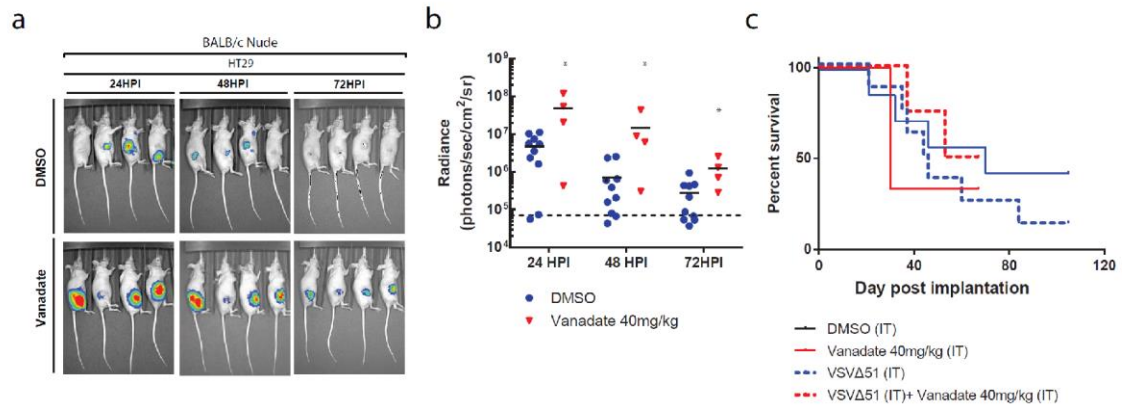 a
BALB/c Nude
HT29
24HPI 48HPI 72HPI
DMSO
Vanadate
b
Radiance
(photons/sec/cm²/sr)
10⁹
10⁸
10⁷
10⁶
10⁵
10⁴
* * *
24 HPI 48 HPI 72HPI
DMSO
Vanadate 40mg/kg
c
Percent survival
100
50
0
0 40 80 120
Day post implantation
DMSO (IT)
Vanadate 40mg/kg (IT)
VSVΔ51 (IT)
VSVΔ51 (IT)+ Vanadate 40mg/kg (IT)